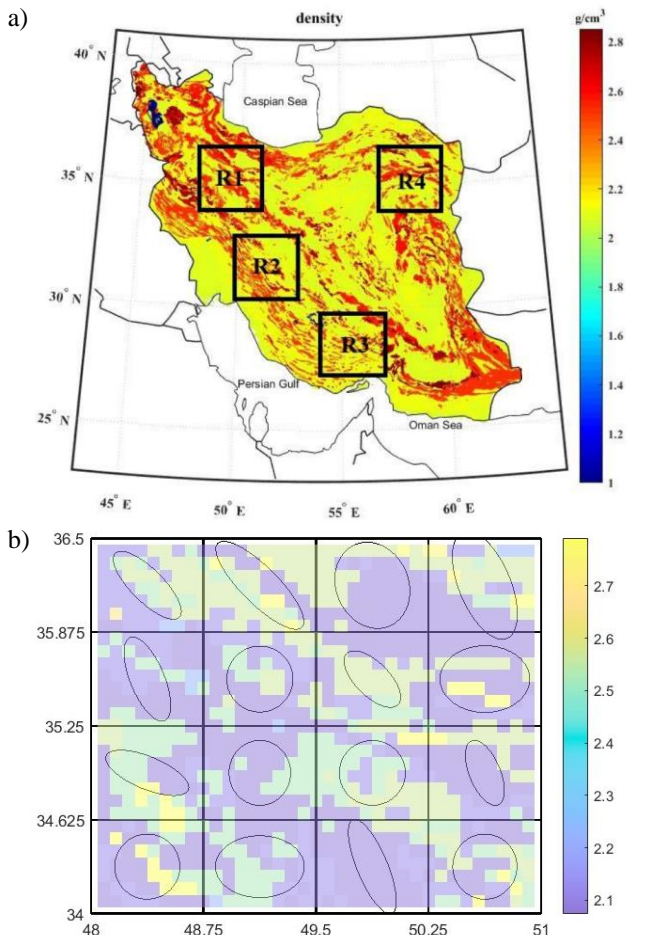 a)
density
g/cm³
40° N
35° N
30° N
25° N
45° E
50° E
55° E
60° E
Caspian Sea
R1
R4
R2
R3
Persian Gulf
Oman Sea
2.8
2.6
2.4
2.2
2
1.8
1.6
1.4
1.2
1
b)
36.5
35.875
35.25
34.625
34
48
48.75
49.5
50.25
51
2.7
2.6
2.5
2.4
2.3
2.2
2.1